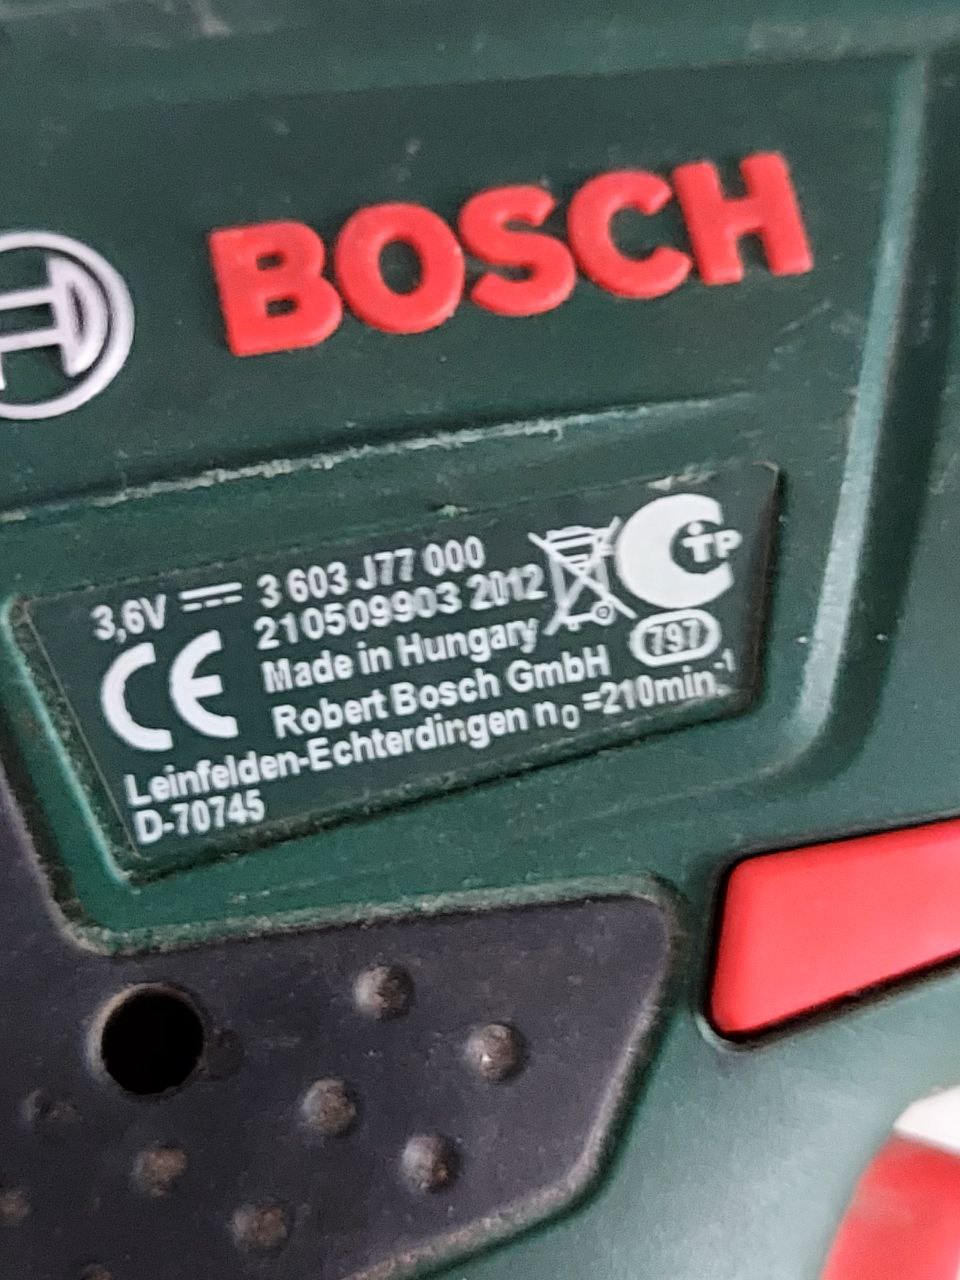 BOSCH
3,6V 3 603 J77 000
210509903 2012
Made in Hungary
Robert Bosch GmbH 797
Leinfelden-Echterdingen n0=210min.-1
D-70745
CE